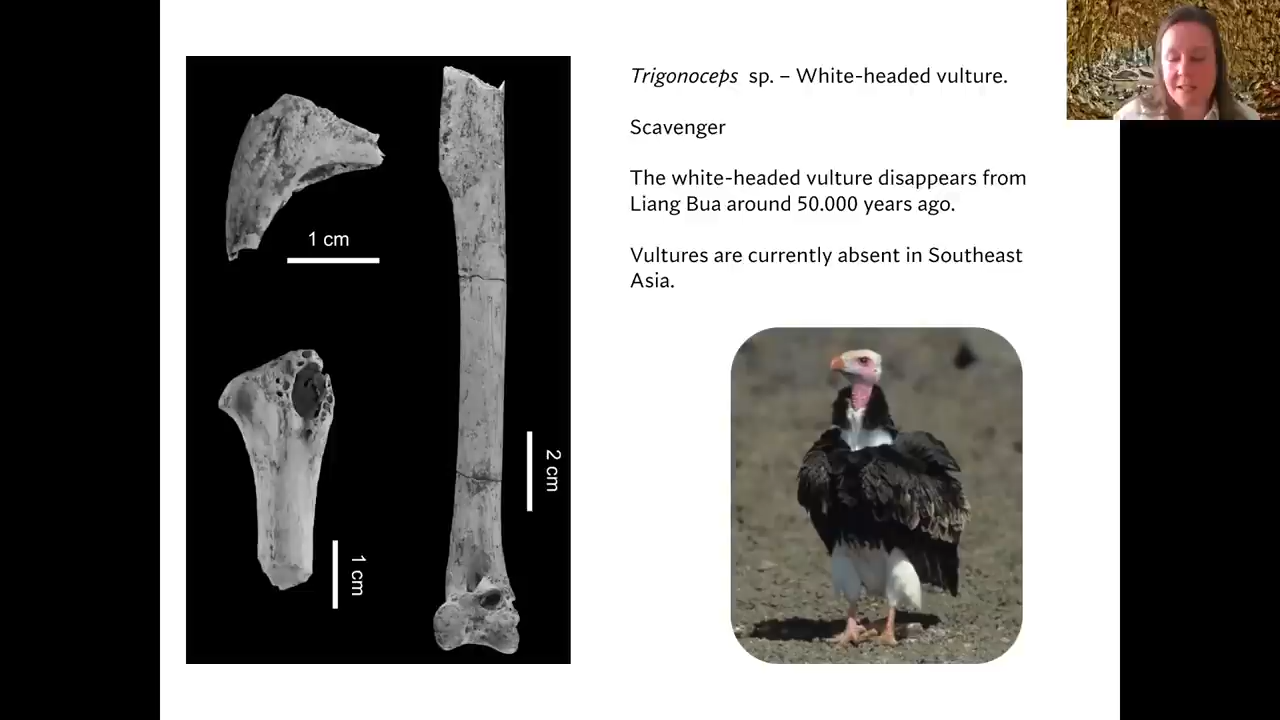 Trigonoceps sp. – White-headed vulture.
Scavenger
The white-headed vulture disappears from
Liang Bua around 50.000 years ago.
Vultures are currently absent in Southeast
Asia.
1 cm
2 cm
1 cm